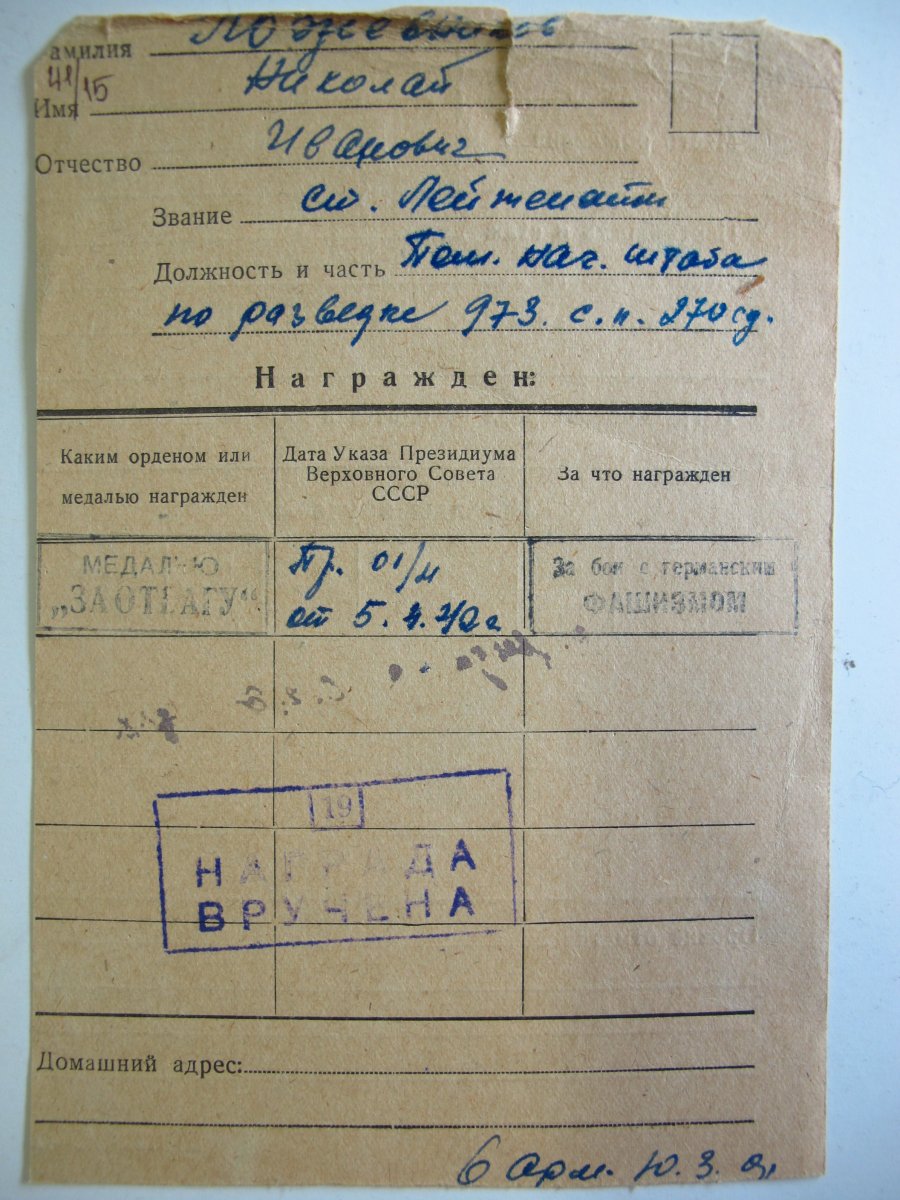 Фамилия
41/15
Имя Николай
Отчество Иванович
Звание ст. Лейтенант
Должность и часть Пом. нач. штаба
по разведке 973. с. п. 270 сд.
Награжден:
Каким орденом или
медалью награжден
Дата Указа Президиума
Верховного Совета
СССР
За что награжден
МЕДАЛЬЮ
„ЗА ОТВАГУ“
Пр. 01/н
от 5. 4. 42 г
За бои с германским
ФАШИЗМОМ
19
НАГРАДА
ВРУЧЕНА
Домашний адрес:
6 арм. Ю. З. ф.